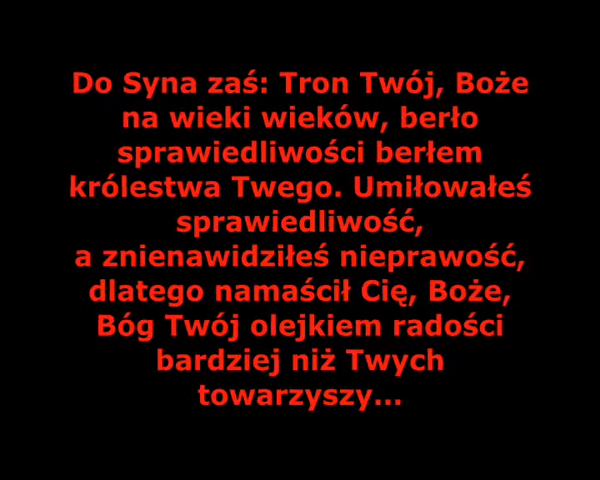 Do Syna zaś: Tron Twój, Boże
na wieki wieków, berło
sprawiedliwości berłem
królestwa Twego. Umiłowałeś
sprawiedliwość,
a znienawidziłeś nieprawość,
dlatego namaścił Cię, Boże,
Bóg Twój olejkiem radości
bardziej niż Twych
towarzyszy...